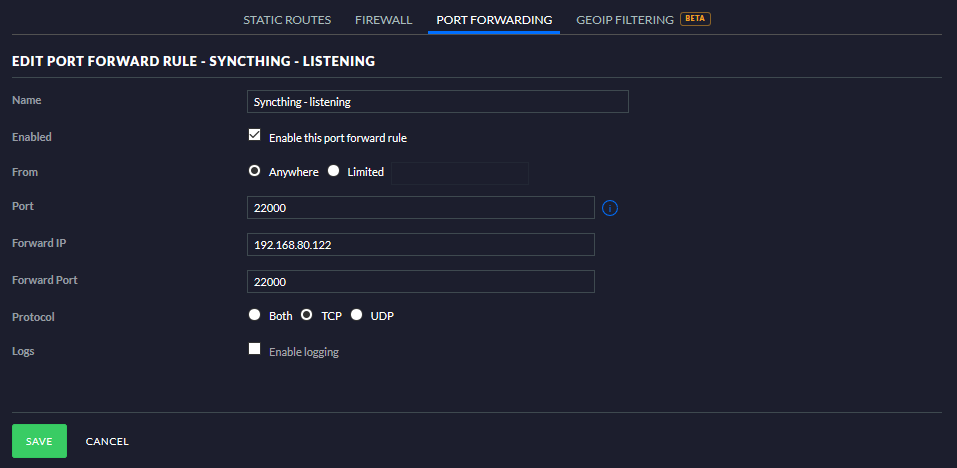 STATIC ROUTES FIREWALL PORT FORWARDING GEOIP FILTERING BETA
EDIT PORT FORWARD RULE - SYNCTHING - LISTENING
Name Syncthing - listening
Enabled Enable this port forward rule
From Anywhere Limited
Port 22000 i
Forward IP 192.168.80.122
Forward Port 22000
Protocol Both TCP UDP
Logs Enable logging
SAVE CANCEL